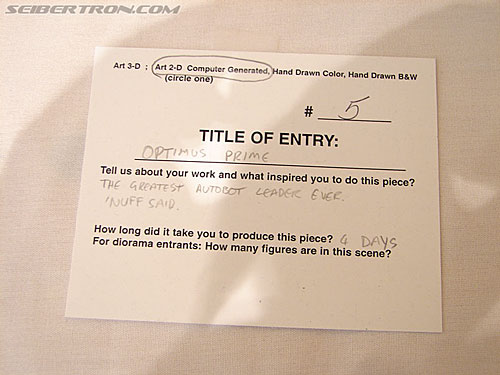 SEIBERTRON.COM
Art 3-D : Art 2-D Computer Generated, Hand Drawn Color, Hand Drawn B&W
(circle one)
# 5
TITLE OF ENTRY:
OPTIMUS PRIME
Tell us about your work and what inspired you to do this piece?
THE GREATEST AUTOBOT LEADER EVER.
'NUFF SAID.
How long did it take you to produce this piece? 4 DAYS
For diorama entrants: How many figures are in this scene?